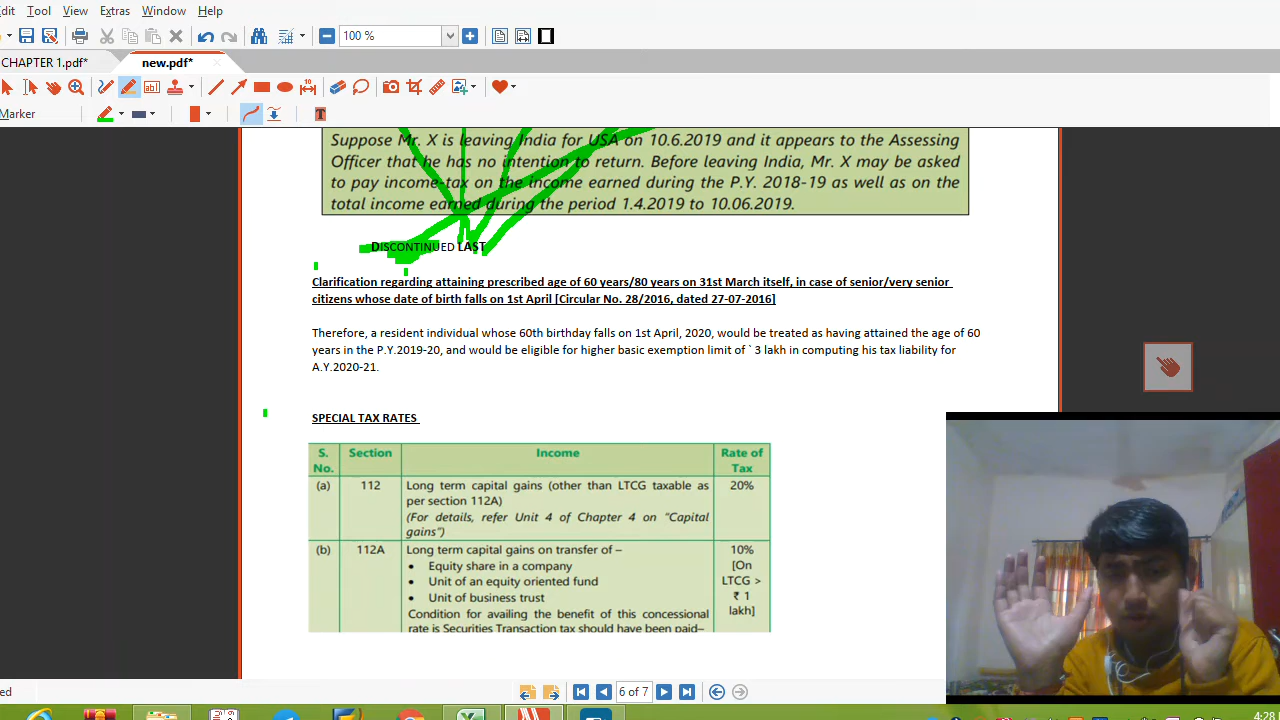 dit Tool View Extras Window Help
100 %
CHAPTER 1.pdf* new.pdf*
Marker
Suppose Mr. X is leaving India for USA on 10.6.2019 and it appears to the Assessing
Officer that he has no intention to return. Before leaving India, Mr. X may be asked
to pay income-tax on the income earned during the P.Y. 2018-19 as well as on the
total income earned during the period 1.4.2019 to 10.06.2019.
DISCONTINUED LAST
Clarification regarding attaining prescribed age of 60 years/80 years on 31st March itself, in case of senior/very senior
citizens whose date of birth falls on 1st April [Circular No. 28/2016, dated 27-07-2016]
Therefore, a resident individual whose 60th birthday falls on 1st April, 2020, would be treated as having attained the age of 60
years in the P.Y.2019-20, and would be eligible for higher basic exemption limit of ` 3 lakh in computing his tax liability for
A.Y.2020-21.
SPECIAL TAX RATES
S. Section Income Rate of
No. Tax
(a) 112 Long term capital gains (other than LTCG taxable as 20%
per section 112A)
(For details, refer Unit 4 of Chapter 4 on "Capital
gains")
(b) 112A Long term capital gains on transfer of – 10%
• Equity share in a company [On
• Unit of an equity oriented fund LTCG >
• Unit of business trust ₹ 1
Condition for availing the benefit of this concessional lakh]
rate is Securities Transaction tax should have been paid–
ed 6 of 7
4:28